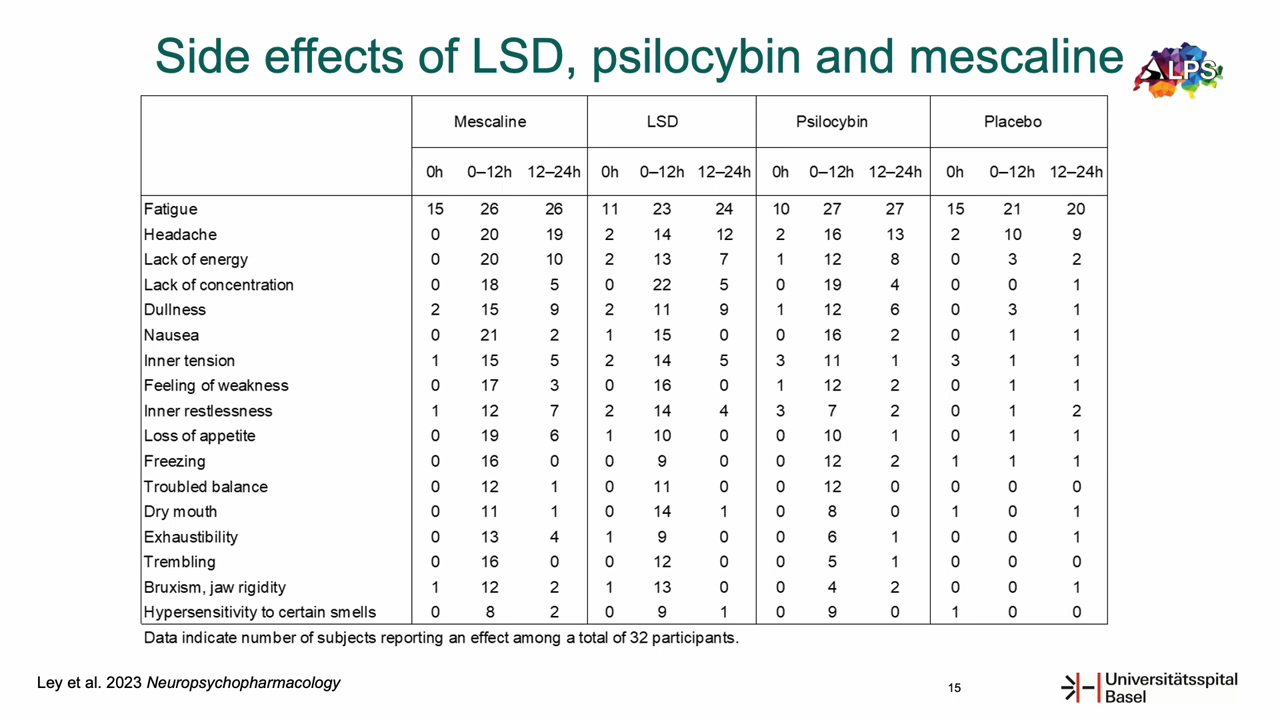 Side effects of LSD, psilocybin and mescaline
ALPS
Mescaline LSD Psilocybin Placebo
0h 0–12h 12–24h 0h 0–12h 12–24h 0h 0–12h 12–24h 0h 0–12h 12–24h
Fatigue 15 26 26 11 23 24 10 27 27 15 21 20
Headache 0 20 19 2 14 12 2 16 13 2 10 9
Lack of energy 0 20 10 2 13 7 1 12 8 0 3 2
Lack of concentration 0 18 5 0 22 5 0 19 4 0 0 1
Dullness 2 15 9 2 11 9 1 12 6 0 3 1
Nausea 0 21 2 1 15 0 0 16 2 0 1 1
Inner tension 1 15 5 2 14 5 3 11 1 3 1 1
Feeling of weakness 0 17 3 0 16 0 1 12 2 0 1 1
Inner restlessness 1 12 7 2 14 4 3 7 2 0 1 2
Loss of appetite 0 19 6 1 10 0 0 10 1 0 1 1
Freezing 0 16 0 0 9 0 0 12 2 1 1 1
Troubled balance 0 12 1 0 11 0 0 12 0 0 0 0
Dry mouth 0 11 1 0 14 1 0 8 0 1 0 1
Exhaustibility 0 13 4 1 9 0 0 6 1 0 0 1
Trembling 0 16 0 0 12 0 0 5 1 0 0 0
Bruxism, jaw rigidity 1 12 2 1 13 0 0 4 2 0 0 1
Hypersensitivity to certain smells 0 8 2 0 9 1 0 9 0 1 0 0
Data indicate number of subjects reporting an effect among a total of 32 participants.
Ley et al. 2023 Neuropsychopharmacology
15
Universitätsspital
Basel